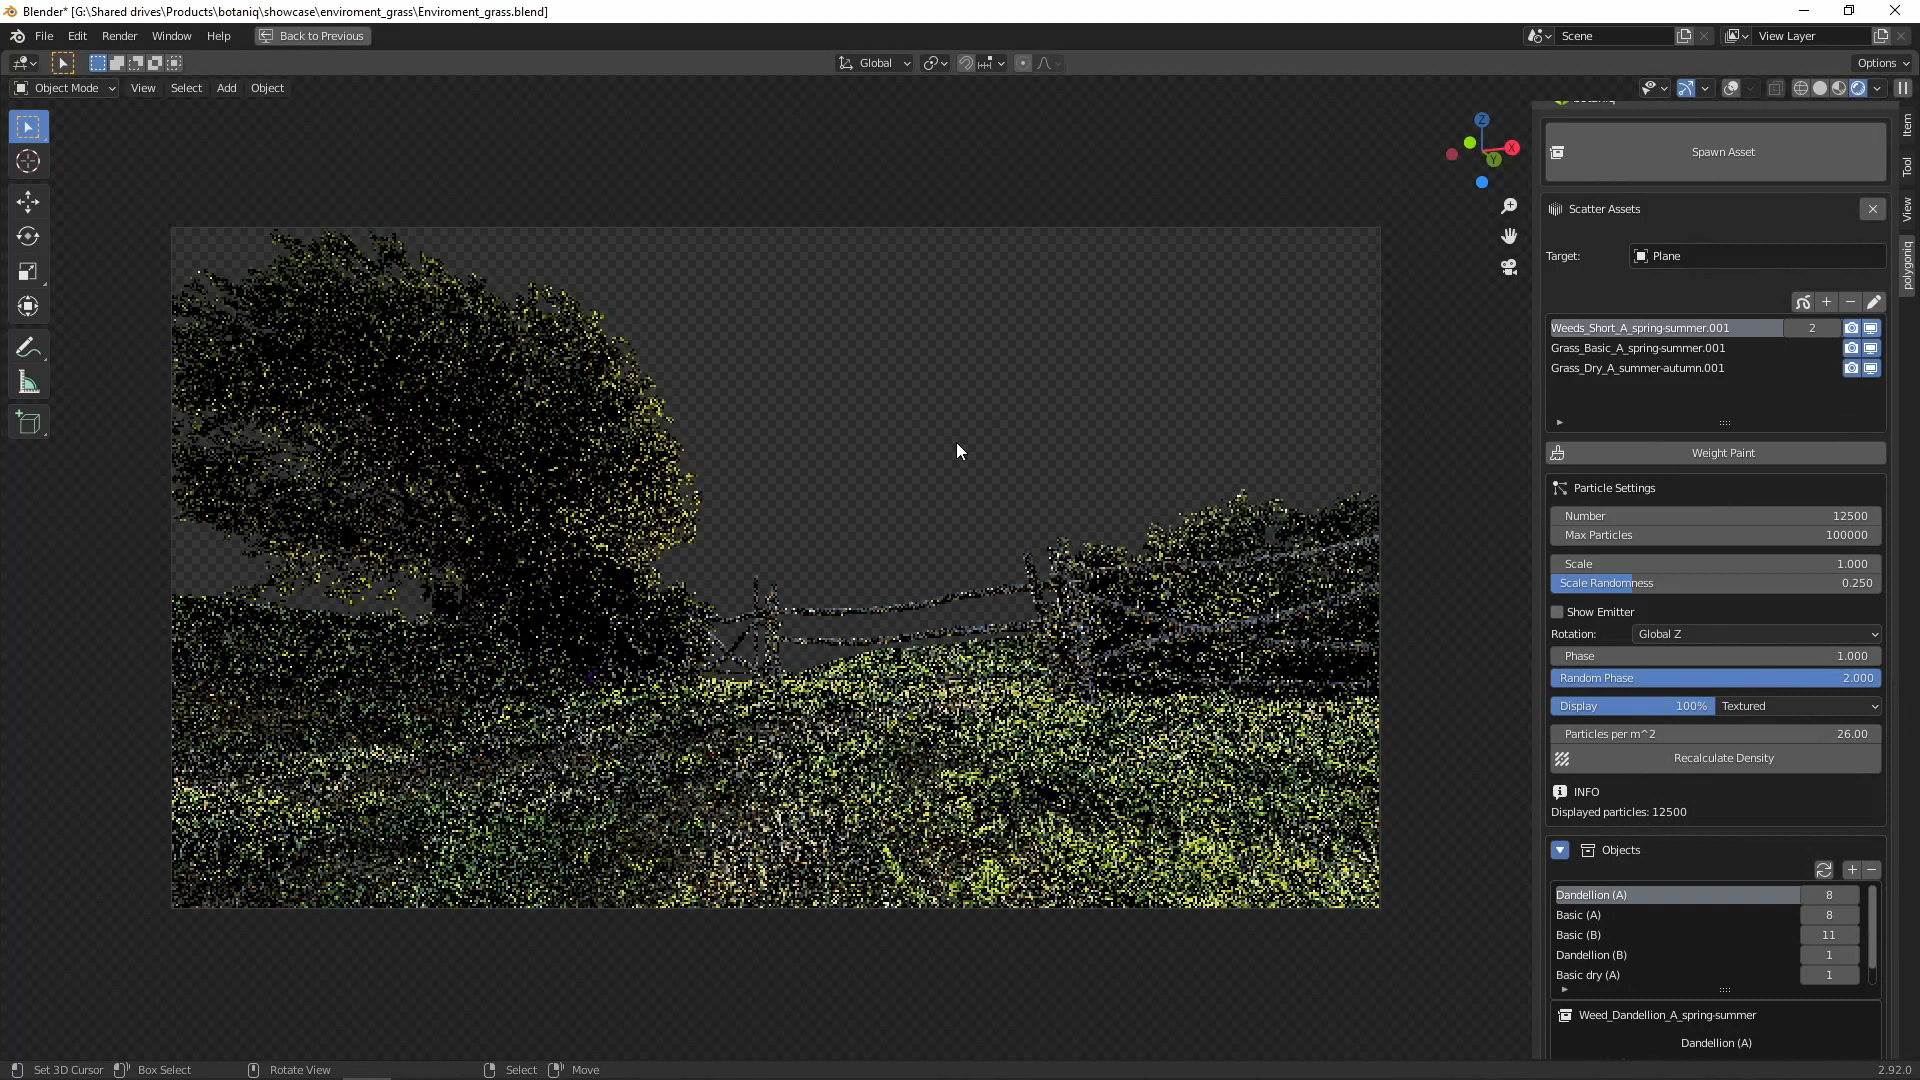 Blender* [G:\Shared drives\Products\botaniq\showcase\enviroment_grass\Enviroment_grass.blend]
File Edit Render Window Help Back to Previous Scene View Layer
Global Options
Object Mode View Select Add Object
botaniq
Z
X
Y
Item
Tool
View
polygoniq
Spawn Asset
Scatter Assets
Target: Plane
Weeds_Short_A_spring-summer.001 2
Grass_Basic_A_spring-summer.001
Grass_Dry_A_summer-autumn.001
Weight Paint
Particle Settings
Number 12500
Max Particles 100000
Scale 1.000
Scale Randomness 0.250
Show Emitter
Rotation: Global Z
Phase 1.000
Random Phase 2.000
Display 100% Textured
Particles per m^2 26.00
Recalculate Density
INFO
Displayed particles: 12500
Objects
Dandellion (A) 8
Basic (A) 8
Basic (B) 11
Dandellion (B) 1
Basic dry (A) 1
Weed_Dandellion_A_spring-summer
Dandellion (A)
Set 3D Cursor Box Select Rotate View Select Move 2.92.0